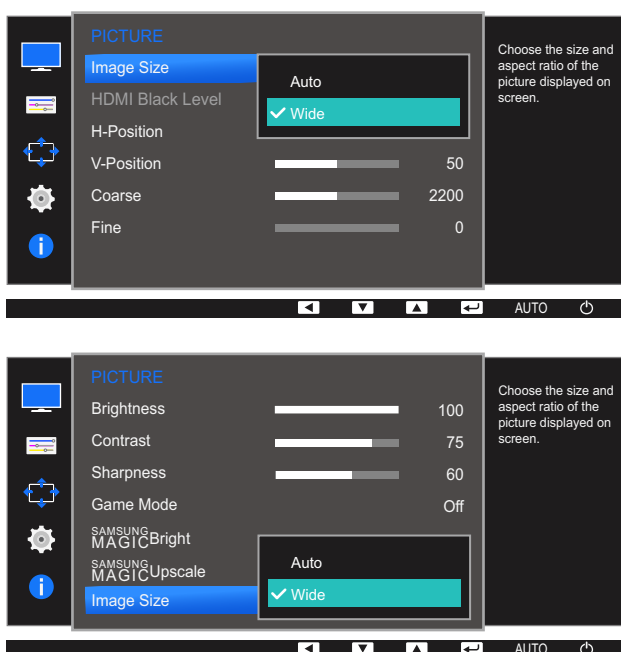 PICTURE
Image Size
Auto
HDMI Black Level
Wide
H-Position
V-Position 50
Coarse 2200
Fine 0
Choose the size and
aspect ratio of the
picture displayed on
screen.
AUTO
PICTURE
Brightness 100
Contrast 75
Sharpness 60
Game Mode Off
SAMSUNG
MAGICBright
SAMSUNG
MAGICUpscale
Auto
Image Size
Wide
Choose the size and
aspect ratio of the
picture displayed on
screen.
AUTO